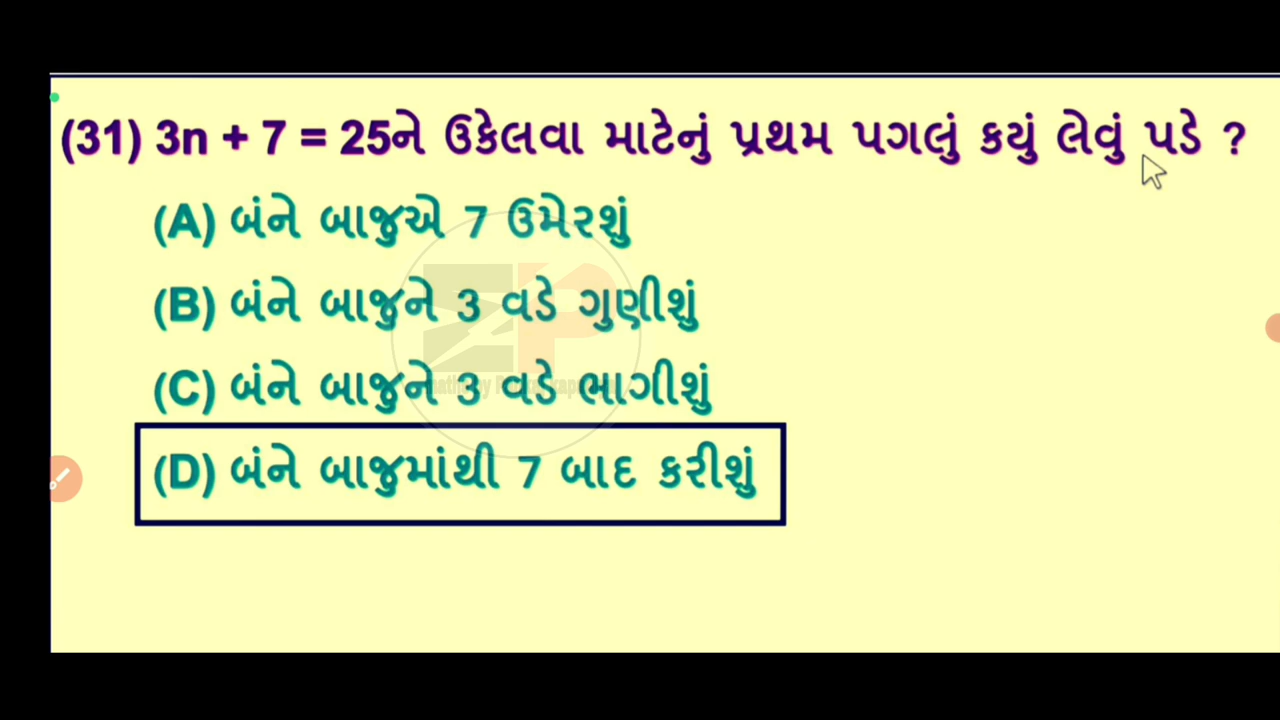 (31) 3n + 7 = 25ને ઉકેલવા માટેનું પ્રથમ પગલું કયું લેવું પડે ?
(A) બંને બાજુએ 7 ઉમેરશું
(B) બંને બાજુને 3 વડે ગુણીશું
(C) બંને બાજુને 3 વડે ભાગીશું
(D) બંને બાજુમાંથી 7 બાદ કરીશું